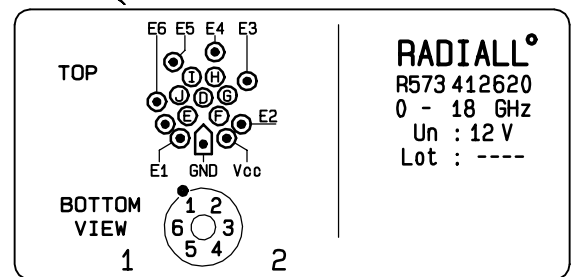 E6 E5 E4 E3
TOP
I H
J D G
E F
E2
E1 GND Vcc
BOTTOM
VIEW
1 2
6 3
5 4
1 2
RADIALL°
R573 412620
0 - 18 GHz
Un : 12 V
Lot : ----